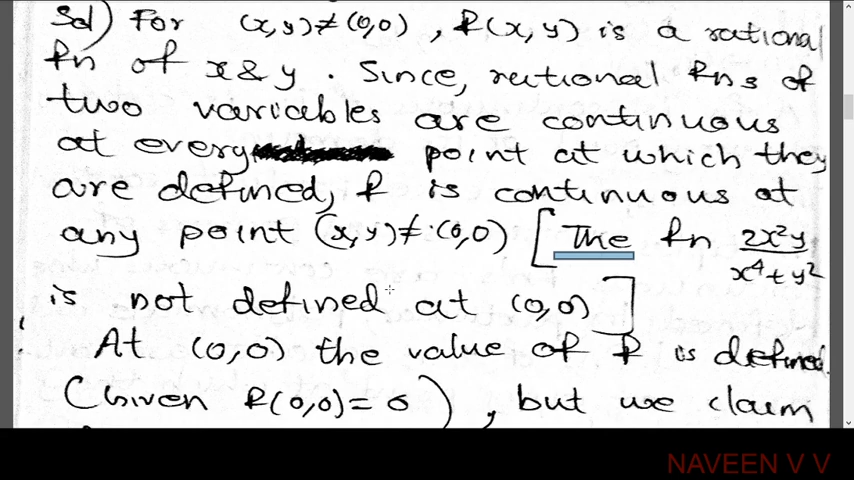 Sol) For (x,y)≠(0,0), f(x,y) is a rational
fn of x & y. Since, rational fns of
two variables are continuous
at every point at which they
are defined, f is continuous at
any point (x,y)≠(0,0) [The fn 2x²y/(x⁴+y²)
is not defined at (0,0)]
At (0,0) the value of f is defined.
(Given f(0,0)=0), but we claim
NAVEEN V V